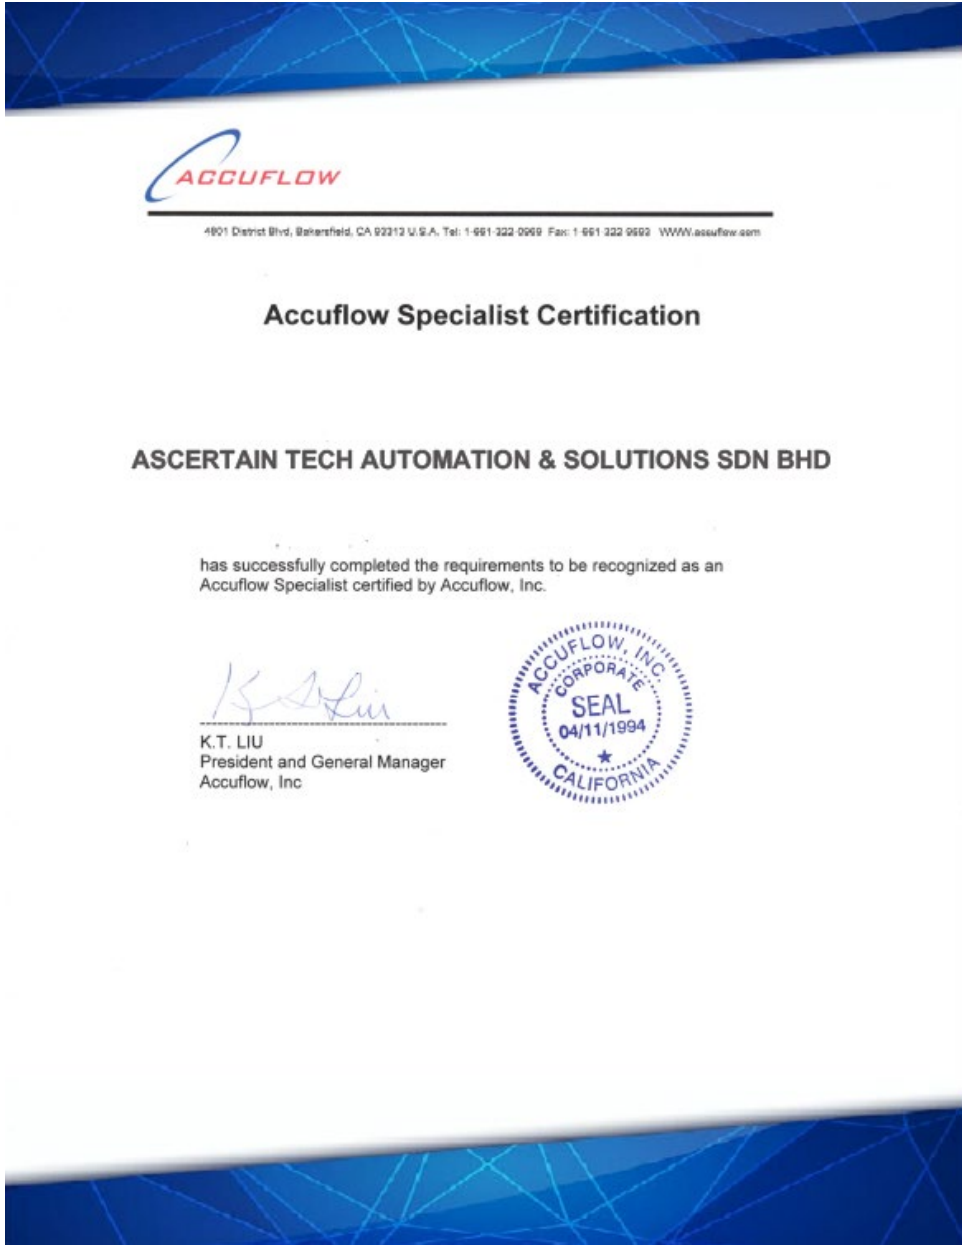 ACCUFLOW
4801 District Blvd, Bakersfield, CA 93313 U.S.A. Tel: 1-661-322-0969 Fax: 1-661 322 9693 WWW.accuflow.com
Accuflow Specialist Certification
ASCERTAIN TECH AUTOMATION & SOLUTIONS SDN BHD
has successfully completed the requirements to be recognized as an
Accuflow Specialist certified by Accuflow, Inc.
K.T. Liu
K.T. LIU
President and General Manager
Accuflow, Inc
ACCUFLOW, INC.
CORPORATE
SEAL
04/11/1994
CALIFORNIA